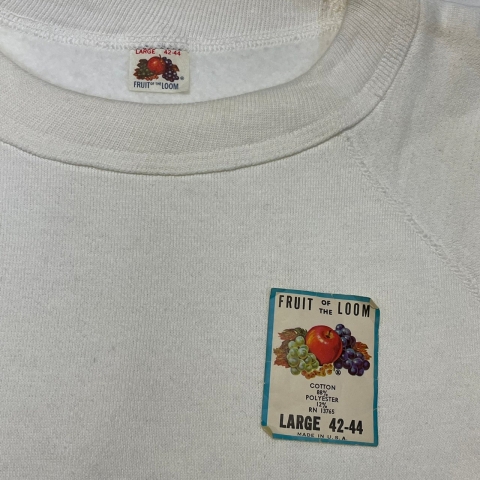 LARGE 42-44
FRUIT OF THE LOOM
FRUIT OF THE LOOM
COTTON
88%
POLYESTER
12%
RN 13765
LARGE 42-44
MADE IN U.S.A.